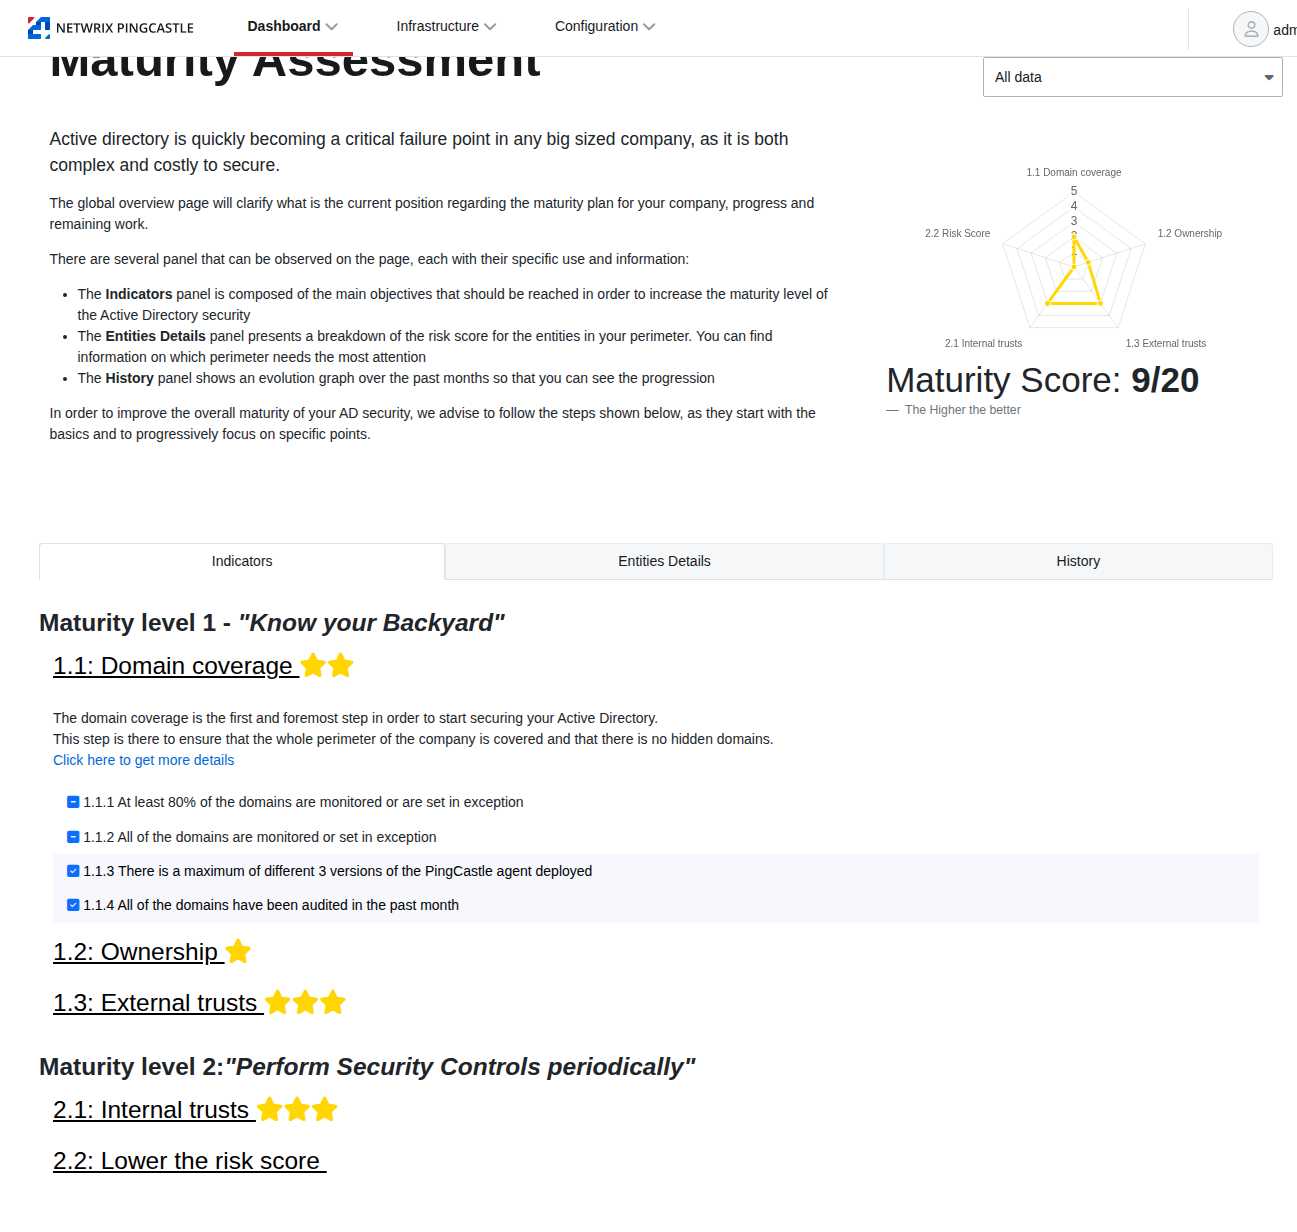 NETWRIX PINGCASTLE
Dashboard
Infrastructure
Configuration
adm
Maturity Assessment
All data
Active directory is quickly becoming a critical failure point in any big sized company, as it is both
complex and costly to secure.
The global overview page will clarify what is the current position regarding the maturity plan for your company, progress and
remaining work.
There are several panel that can be observed on the page, each with their specific use and information:
• The Indicators panel is composed of the main objectives that should be reached in order to increase the maturity level of
the Active Directory security
• The Entities Details panel presents a breakdown of the risk score for the entities in your perimeter. You can find
information on which perimeter needs the most attention
• The History panel shows an evolution graph over the past months so that you can see the progression
In order to improve the overall maturity of your AD security, we advise to follow the steps shown below, as they start with the
basics and to progressively focus on specific points.
1.1 Domain coverage
5
4
3
2.2 Risk Score
1.2 Ownership
2.1 Internal trusts
1.3 External trusts
Maturity Score: 9/20
— The Higher the better
Indicators
Entities Details
History
Maturity level 1 - "Know your Backyard"
1.1: Domain coverage
The domain coverage is the first and foremost step in order to start securing your Active Directory.
This step is there to ensure that the whole perimeter of the company is covered and that there is no hidden domains.
Click here to get more details
1.1.1 At least 80% of the domains are monitored or are set in exception
1.1.2 All of the domains are monitored or set in exception
1.1.3 There is a maximum of different 3 versions of the PingCastle agent deployed
1.1.4 All of the domains have been audited in the past month
1.2: Ownership
1.3: External trusts
Maturity level 2:"Perform Security Controls periodically"
2.1: Internal trusts
2.2: Lower the risk score